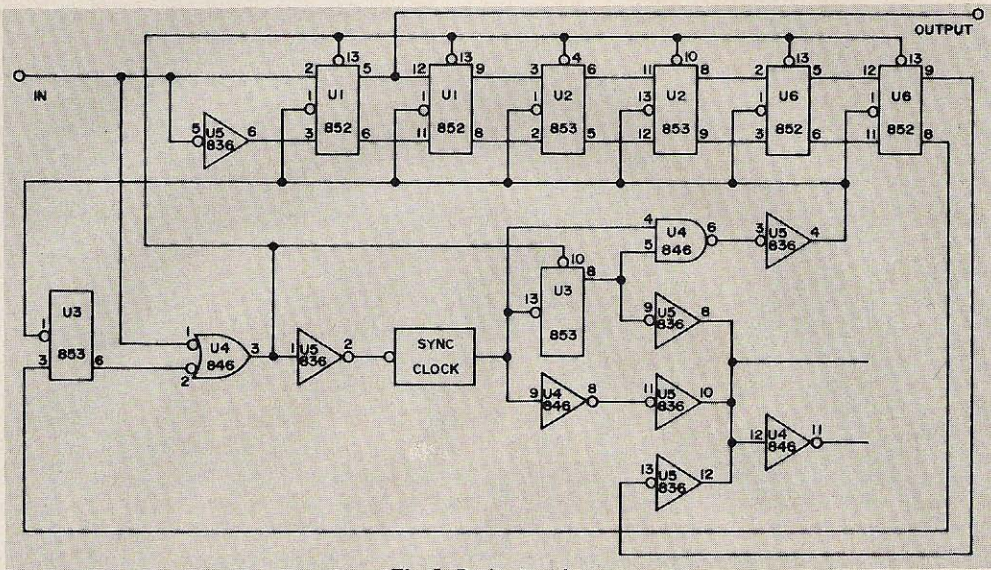 OUTPUT
IN
13 13 4 10 13 13
2 U1 5 12 U1 9 3 U2 6 11 U2 8 2 U6 5 12 U6 9
1 1 1 13 1 1
5 U5 6 3 852 6 11 852 8 2 853 5 12 853 9 3 852 6 11 852 8
836
4 U4 6 3 U5 4
5 846 836
10
U3 8
13
853
9 U5 8
836
U3
1
853
3 6
1 U4 3
2 846
1 U5 2
836
SYNC
CLOCK
9 U4 8
846
11 U5 10
836
12 U4 11
846
13 U5 12
836